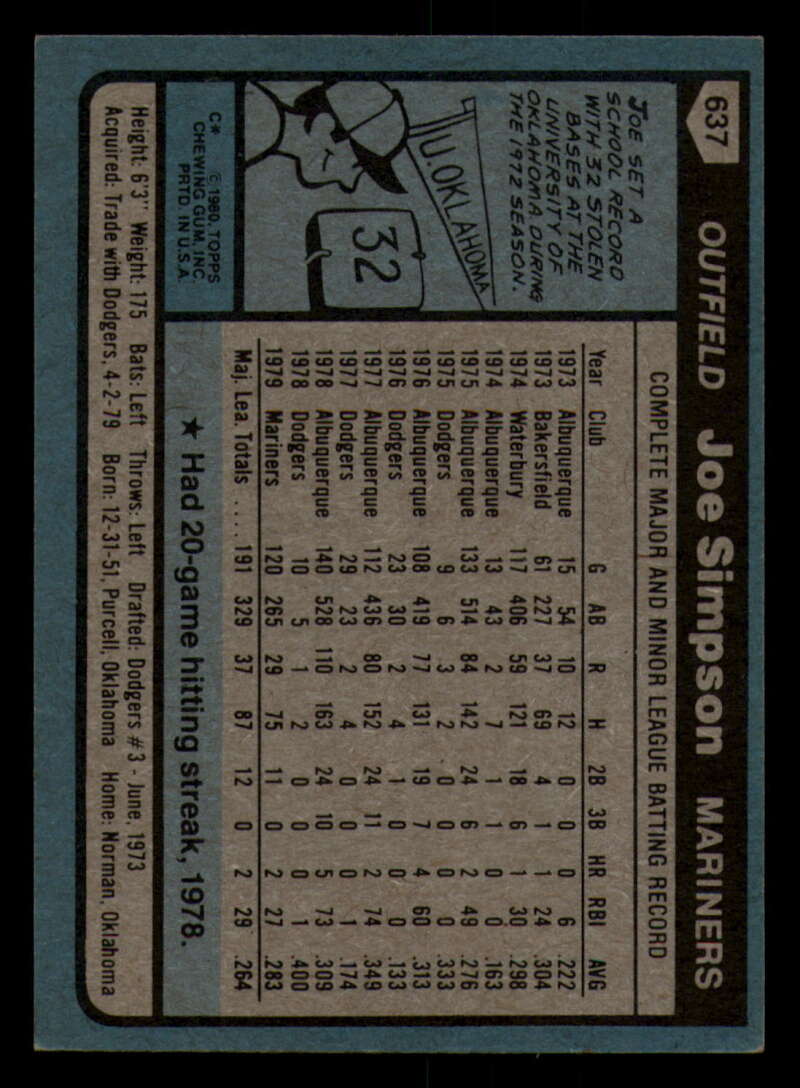 637 OUTFIELD Joe Simpson MARINERS
JOE SET A
SCHOOL RECORD
WITH 32 STOLEN
BASES AT THE
UNIVERSITY OF
OKLAHOMA DURING
THE 1972 SEASON.
U. OKLAHOMA
32
C* © 1980 TOPPS
CHEWING GUM, INC.
PRTD. IN U.S.A.
COMPLETE MAJOR AND MINOR LEAGUE BATTING RECORD
Year Club G AB R H 2B 3B HR RBI AVG
1973 Albuquerque 15 54 10 12 0 0 0 6 .222
1973 Bakersfield 61 227 37 69 4 1 1 24 .304
1974 Waterbury 117 406 59 121 18 6 1 30 .298
1974 Albuquerque 13 43 2 7 1 1 0 0 .163
1975 Albuquerque 133 514 84 142 24 6 2 49 .276
1975 Dodgers 9 6 3 2 0 0 0 0 .333
1976 Albuquerque 108 419 77 131 19 7 4 60 .313
1976 Dodgers 23 30 2 4 1 0 0 0 .133
1977 Albuquerque 112 436 80 152 24 11 2 74 .349
1977 Dodgers 29 23 2 4 0 0 0 1 .174
1978 Albuquerque 140 528 110 163 24 10 5 73 .309
1978 Dodgers 10 5 1 2 0 0 0 1 .400
1979 Mariners 120 265 29 75 11 0 2 27 .283
Maj. Lea. Totals .... 191 329 37 87 12 0 2 29 .264
★ Had 20-game hitting streak, 1978.
Height: 6'3" Weight: 175 Bats: Left Throws: Left Drafted: Dodgers #3 - June, 1973
Acquired: Trade with Dodgers, 4-2-79 Born: 12-31-51, Purcell, Oklahoma Home: Norman, Oklahoma